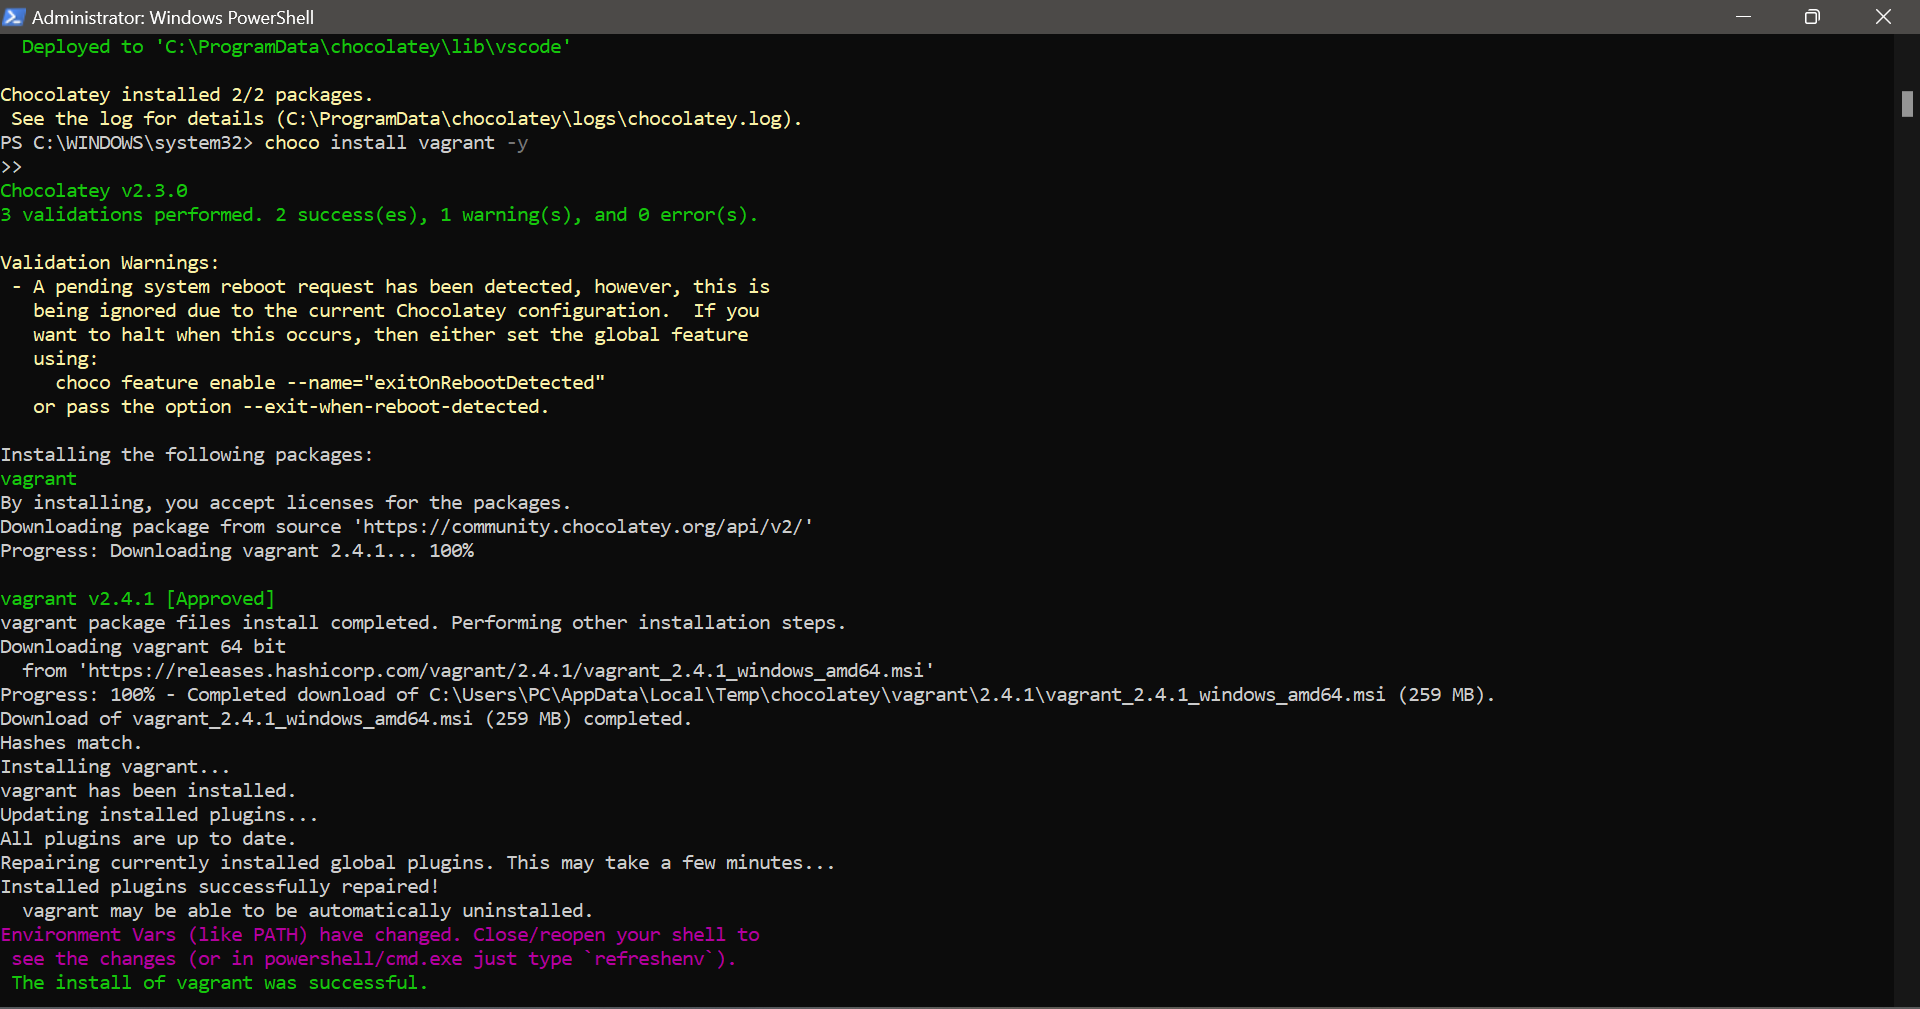 Administrator: Windows PowerShell
Deployed to 'C:\ProgramData\chocolatey\lib\vscode'
Chocolatey installed 2/2 packages.
See the log for details (C:\ProgramData\chocolatey\logs\chocolatey.log).
PS C:\WINDOWS\system32> choco install vagrant -y
>>
Chocolatey v2.3.0
3 validations performed. 2 success(es), 1 warning(s), and 0 error(s).
Validation Warnings:
- A pending system reboot request has been detected, however, this is
being ignored due to the current Chocolatey configuration.  If you
want to halt when this occurs, then either set the global feature
using:
choco feature enable --name="exitOnRebootDetected"
or pass the option --exit-when-reboot-detected.
Installing the following packages:
vagrant
By installing, you accept licenses for the packages.
Downloading package from source 'https://community.chocolatey.org/api/v2/'
Progress: Downloading vagrant 2.4.1... 100%
vagrant v2.4.1 [Approved]
vagrant package files install completed. Performing other installation steps.
Downloading vagrant 64 bit
from 'https://releases.hashicorp.com/vagrant/2.4.1/vagrant_2.4.1_windows_amd64.msi'
Progress: 100% - Completed download of C:\Users\PC\AppData\Local\Temp\chocolatey\vagrant\2.4.1\vagrant_2.4.1_windows_amd64.msi (259 MB).
Download of vagrant_2.4.1_windows_amd64.msi (259 MB) completed.
Hashes match.
Installing vagrant...
vagrant has been installed.
Updating installed plugins...
All plugins are up to date.
Repairing currently installed global plugins. This may take a few minutes...
Installed plugins successfully repaired!
vagrant may be able to be automatically uninstalled.
Environment Vars (like PATH) have changed. Close/reopen your shell to
see the changes (or in powershell/cmd.exe just type `refreshenv`).
The install of vagrant was successful.